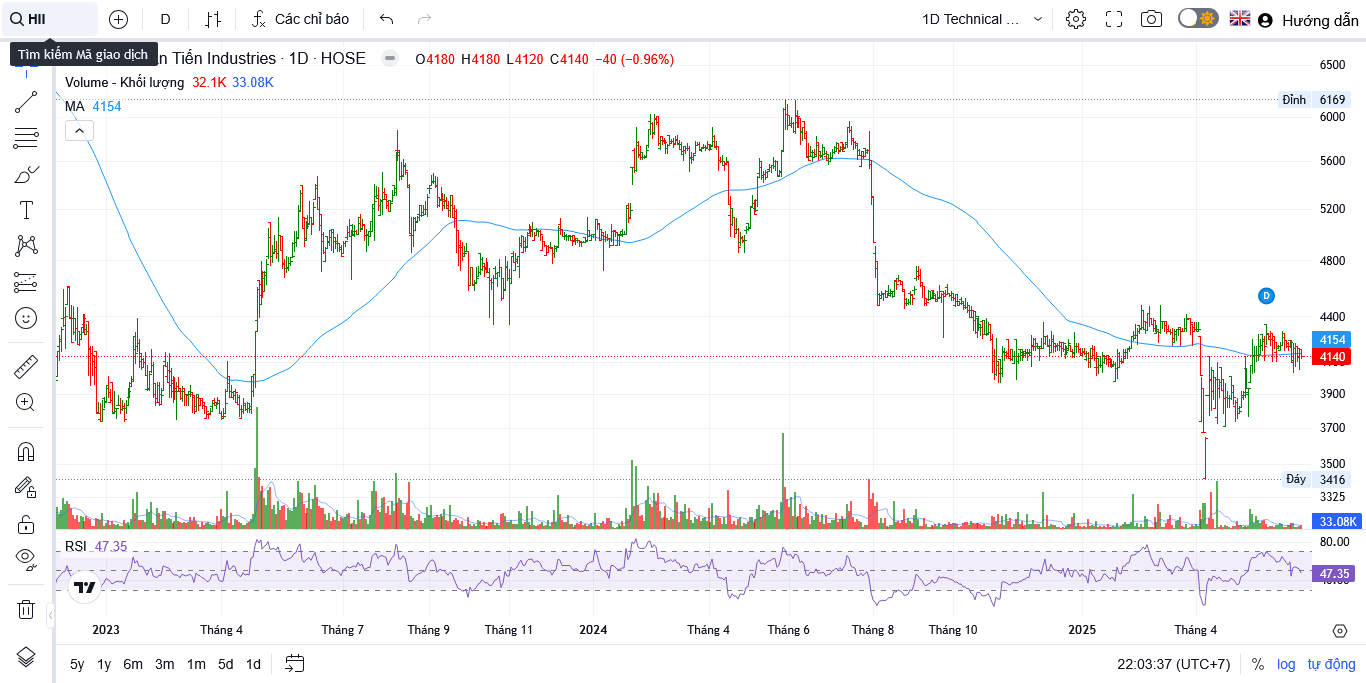 HII D Các chỉ báo 1D Technical ... Hướng dẫn
Tìm kiếm Mã giao dịch
n Tiến Industries · 1D · HOSE O4180 H4180 L4120 C4140 −40 (−0.96%)
Volume - Khối lượng 32.1K 33.08K
MA 4154
6500
Đỉnh 6169
6000
5600
5200
4800
D
4400
4154
4140
3900
3700
3500
Đáy 3416
3325
33.08K
RSI 47.35
80.00
47.35
2023 Tháng 4 Tháng 7 Tháng 9 Tháng 11 2024 Tháng 4 Tháng 6 Tháng 8 Tháng 10 2025 Tháng 4
5y 1y 6m 3m 1m 5d 1d 22:03:37 (UTC+7) % log tự động